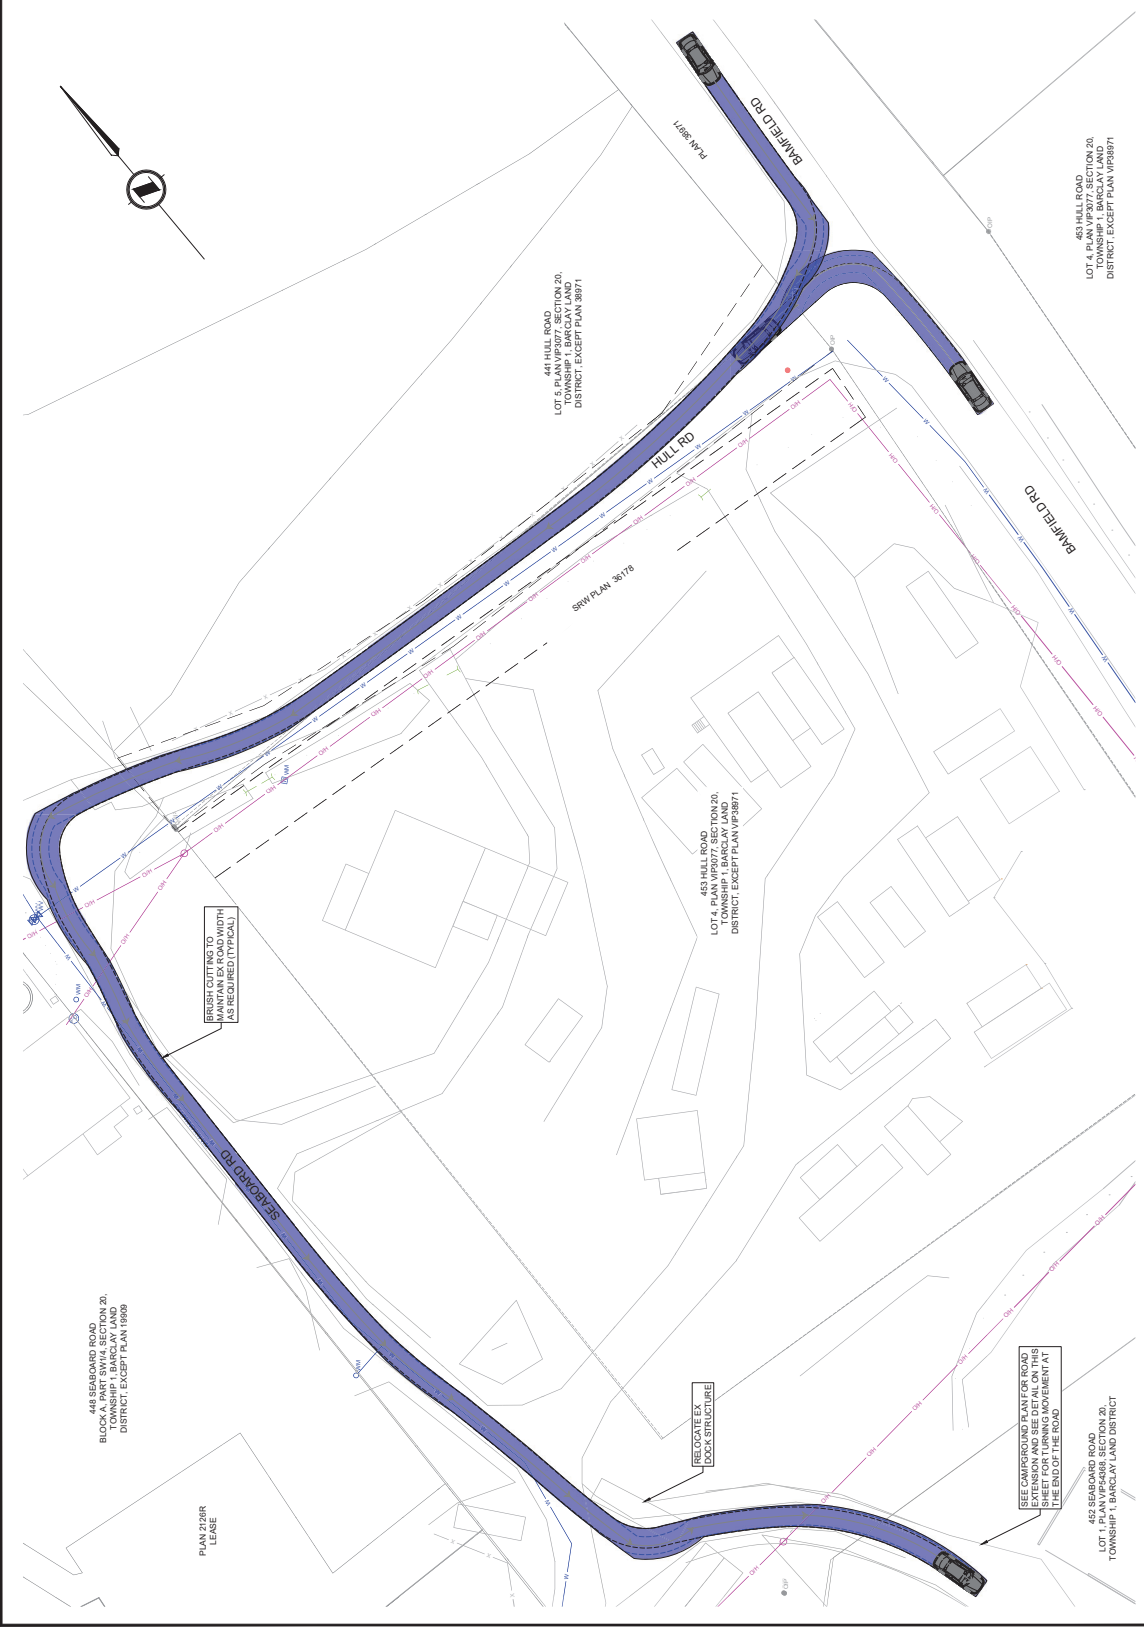 BAMFIELD RD
PLAN 38971
453 HULL ROAD
LOT 4, PLAN VIP3077, SECTION 20,
TOWNSHIP 1, BARCLAY LAND
DISTRICT, EXCEPT PLAN VIP38971
OIP
441 HULL ROAD
LOT 5, PLAN VIP3077, SECTION 20,
TOWNSHIP 1, BARCLAY LAND
DISTRICT, EXCEPT PLAN 38971
OIP
HULL RD
BAMFIELD RD
SRW PLAN 36178
WM
453 HULL ROAD
LOT 4, PLAN VIP3077, SECTION 20,
TOWNSHIP 1, BARCLAY LAND
DISTRICT, EXCEPT PLAN VIP38971
BRUSH CUTTING TO
MAINTAIN EX ROAD WIDTH
AS REQUIRED (TYPICAL)
WM
SEABOARD RD
448 SEABOARD ROAD
BLOCK A, PART SW1/4, SECTION 20,
TOWNSHIP 1, BARCLAY LAND
DISTRICT, EXCEPT PLAN 19909
WM
RELOCATE EX
DOCK STRUCTURE
SEE CAMPGROUND PLAN FOR ROAD
EXTENSION AND SEE DETAIL ON THIS
SHEET FOR TURNING MOVEMENT AT
THE END OF THE ROAD
PLAN 2126R
LEASE
452 SEABOARD ROAD
LOT 1, PLAN VIP54368, SECTION 20,
TOWNSHIP 1, BARCLAY LAND DISTRICT
OIP